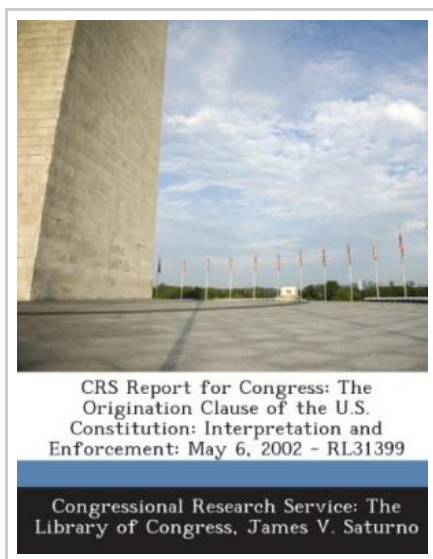 CRS Report for Congress: The
Origination Clause of the U.S.
Constitution: Interpretation and
Enforcement: May 6, 2002 - RL31399
Congressional Research Service: The
Library of Congress, James V. Saturno